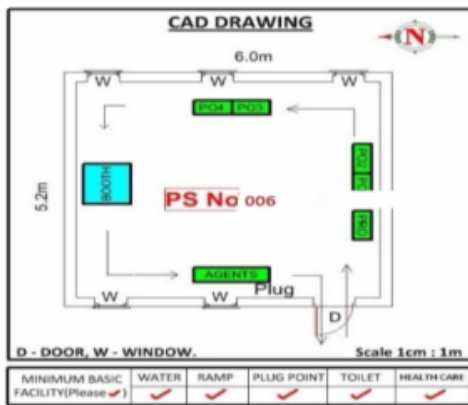 CAD DRAWING
N
6.0m
W W W
PO4 PO3
5.2m
BOOTH
PO2
PRO
PS No 006
AGENTS
Plug
W W
D
D - DOOR, W - WINDOW.
Scale 1cm : 1m
MINIMUM BASIC FACILITY(Please ✓)
WATER
RAMP
PLUG POINT
TOILET
HEALTH CARE